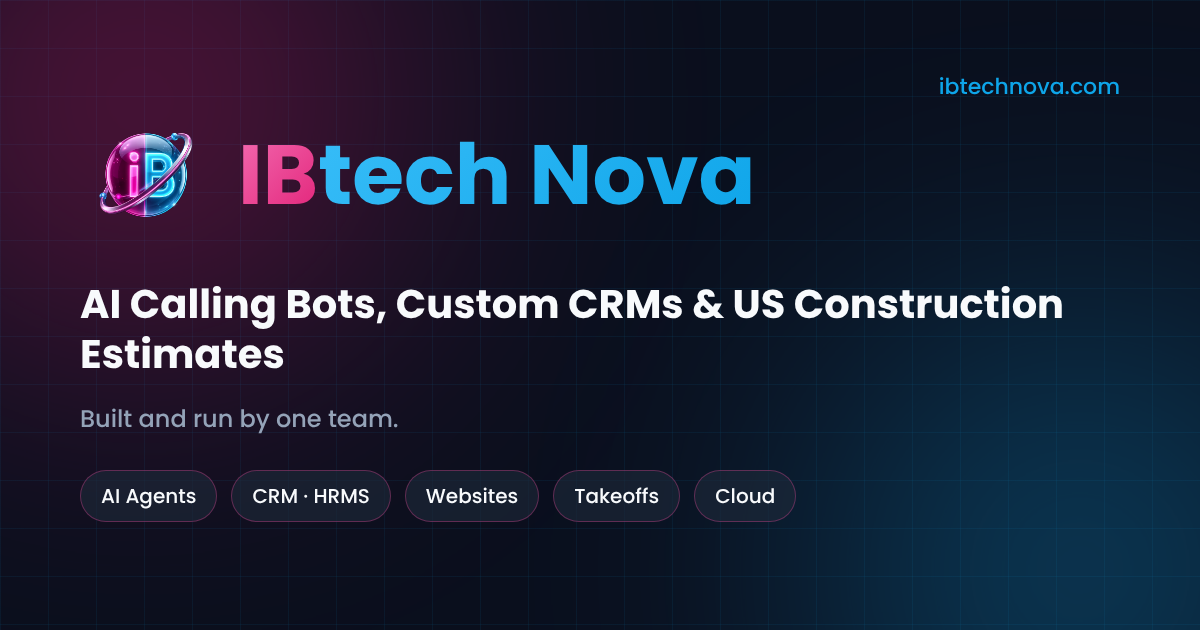 ibtechnova.com
iB
IBtech Nova
AI Calling Bots, Custom CRMs & US Construction
Estimates
Built and run by one team.
AI Agents
CRM · HRMS
Websites
Takeoffs
Cloud